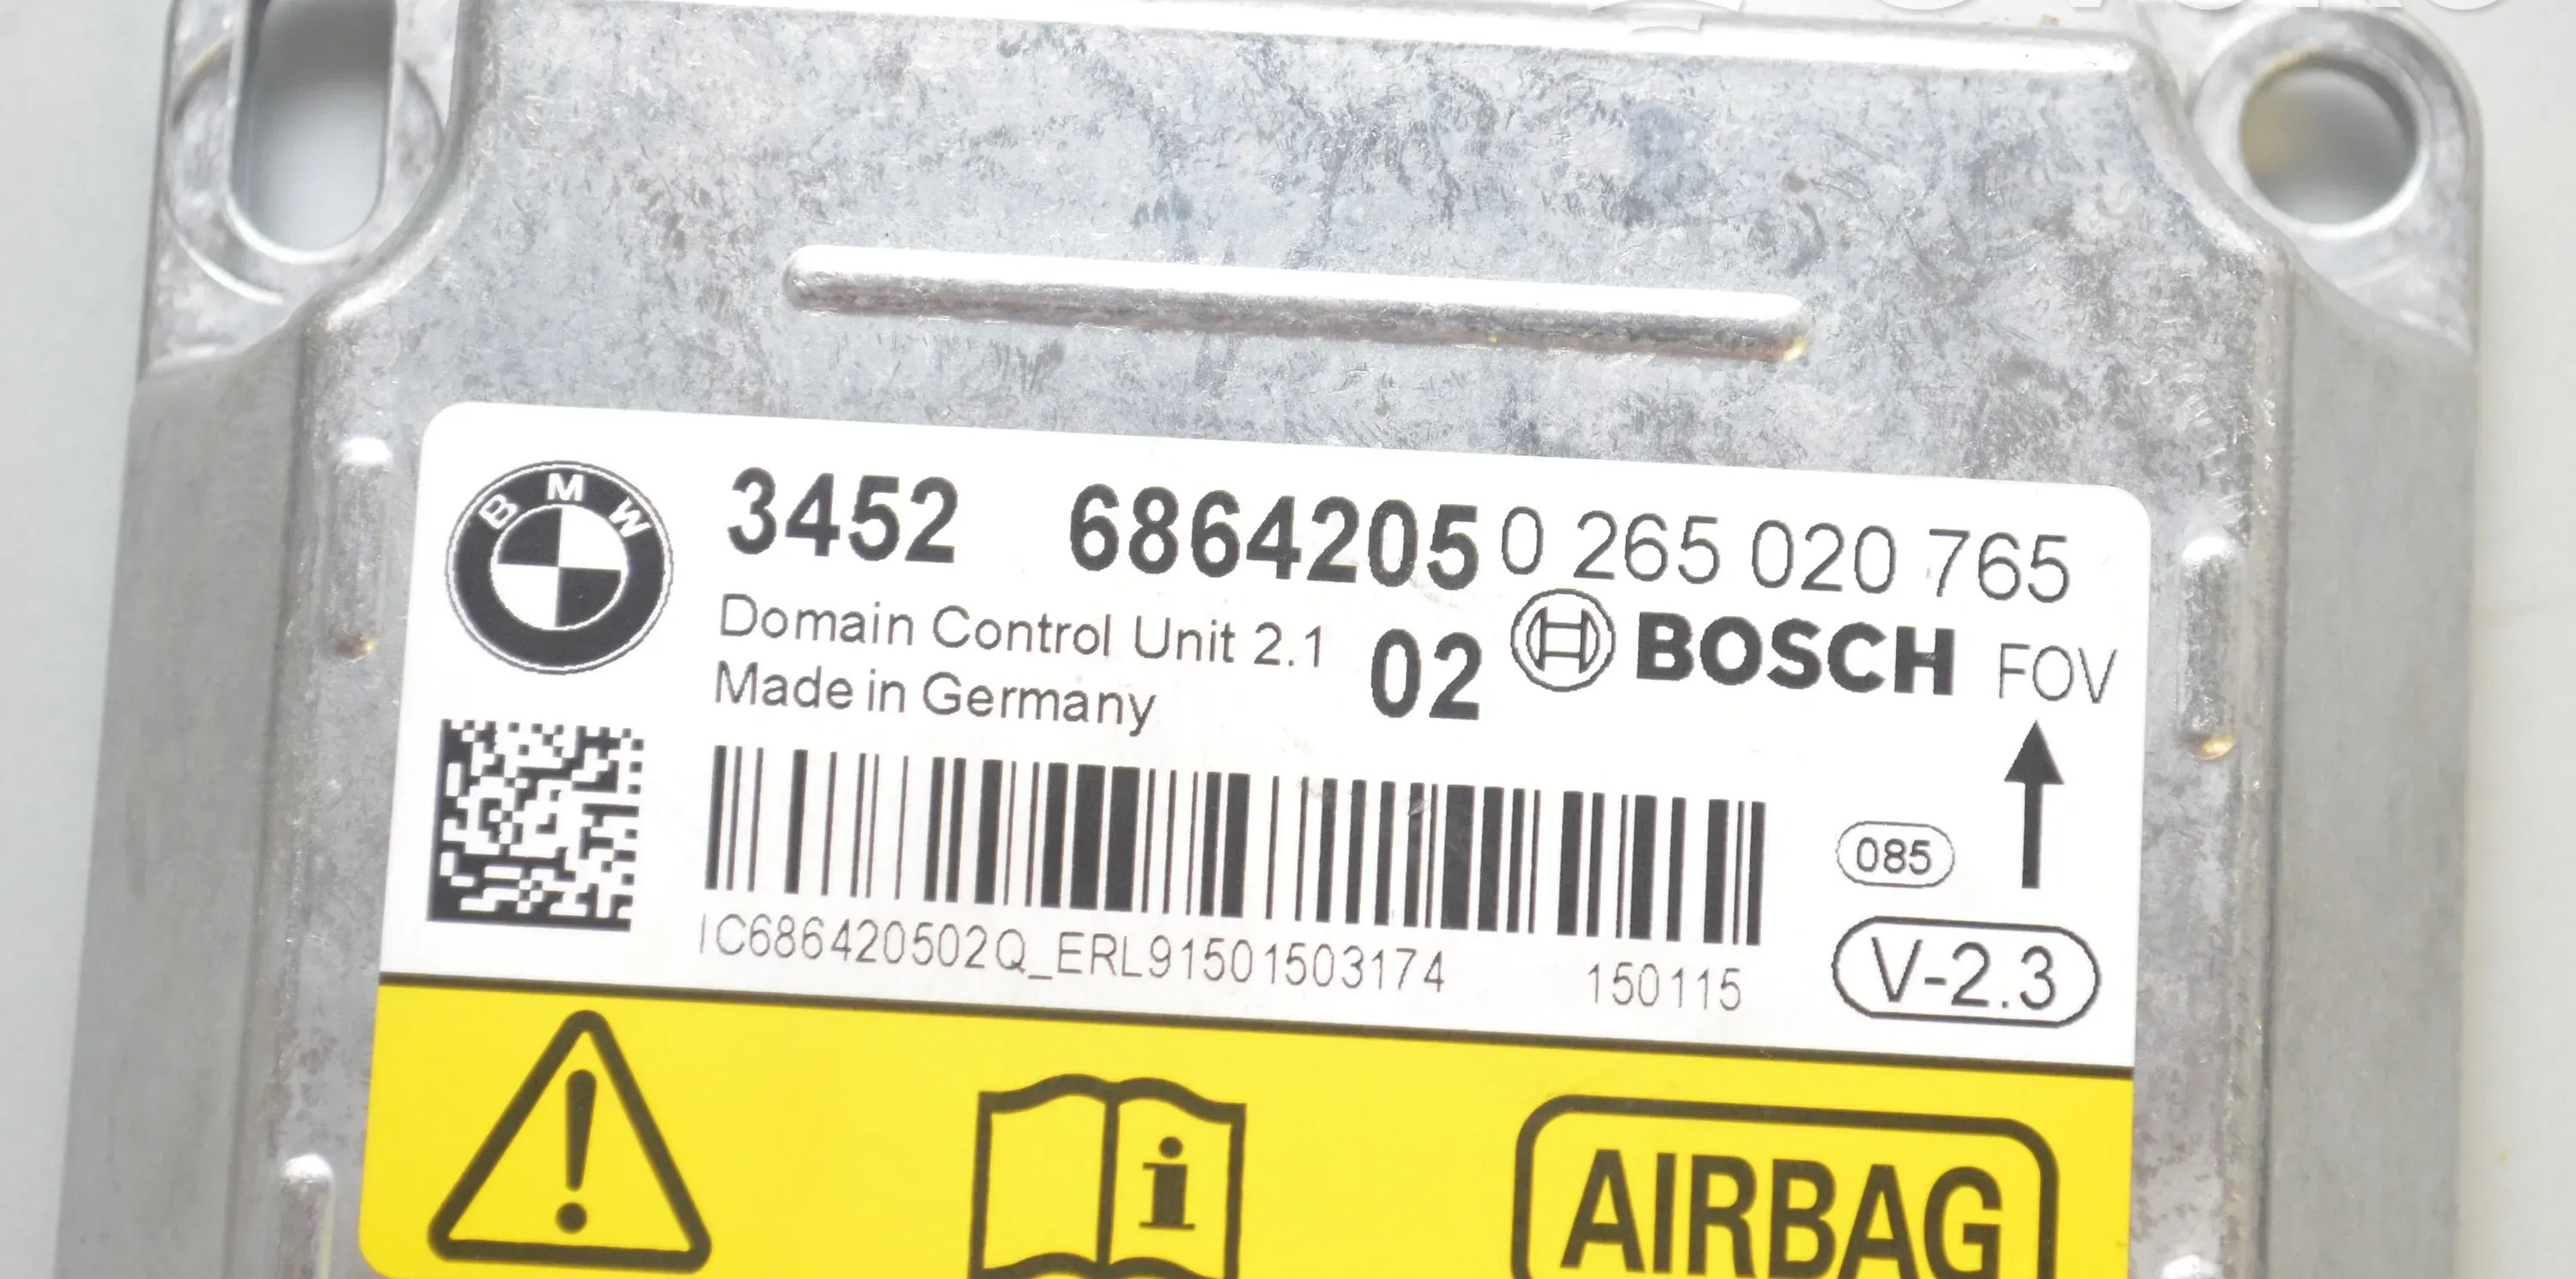 BMW
3452 6864205 0 265 020 765
Domain Control Unit 2.1 02 BOSCH FOV
Made in Germany
085
IC686420502Q_ERL91501503174 150115 V-2.3
i
AIRBAG